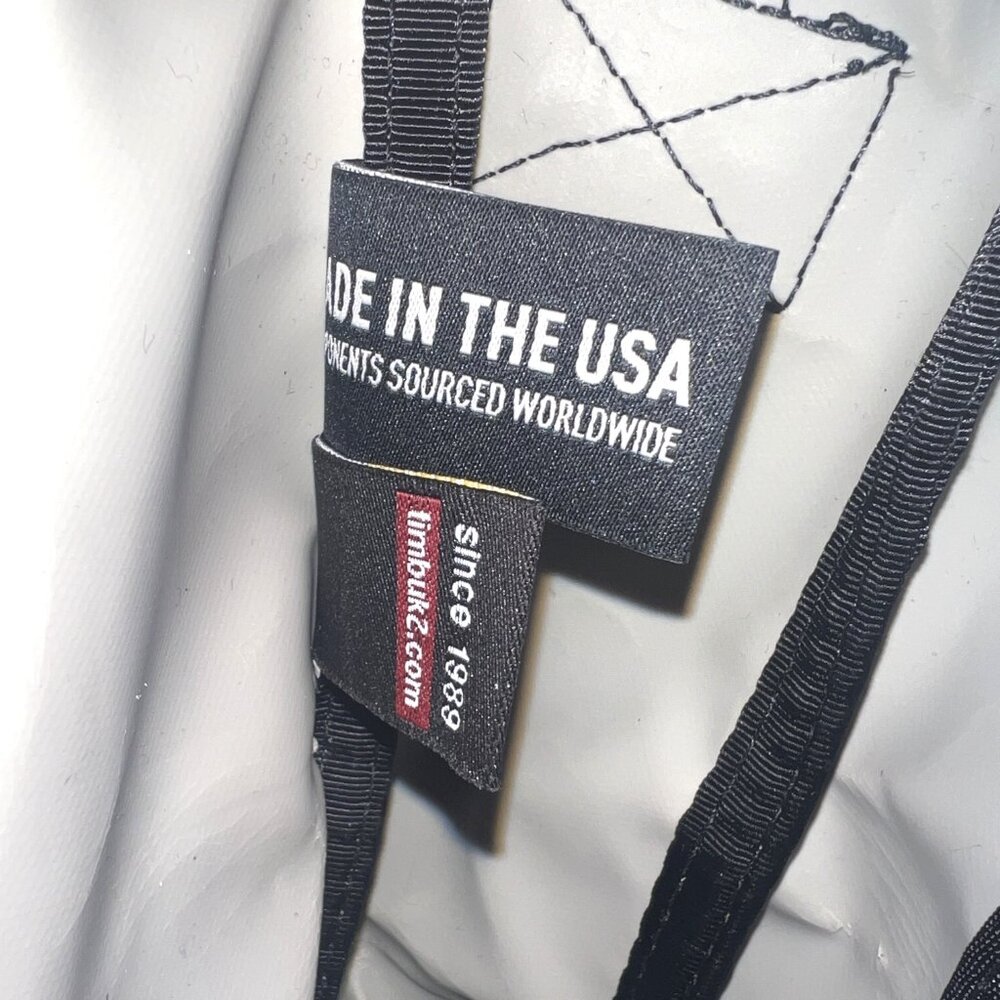 ADE IN THE USA
PONENTS SOURCED WORLDWIDE
since 1989
timbuk2.com